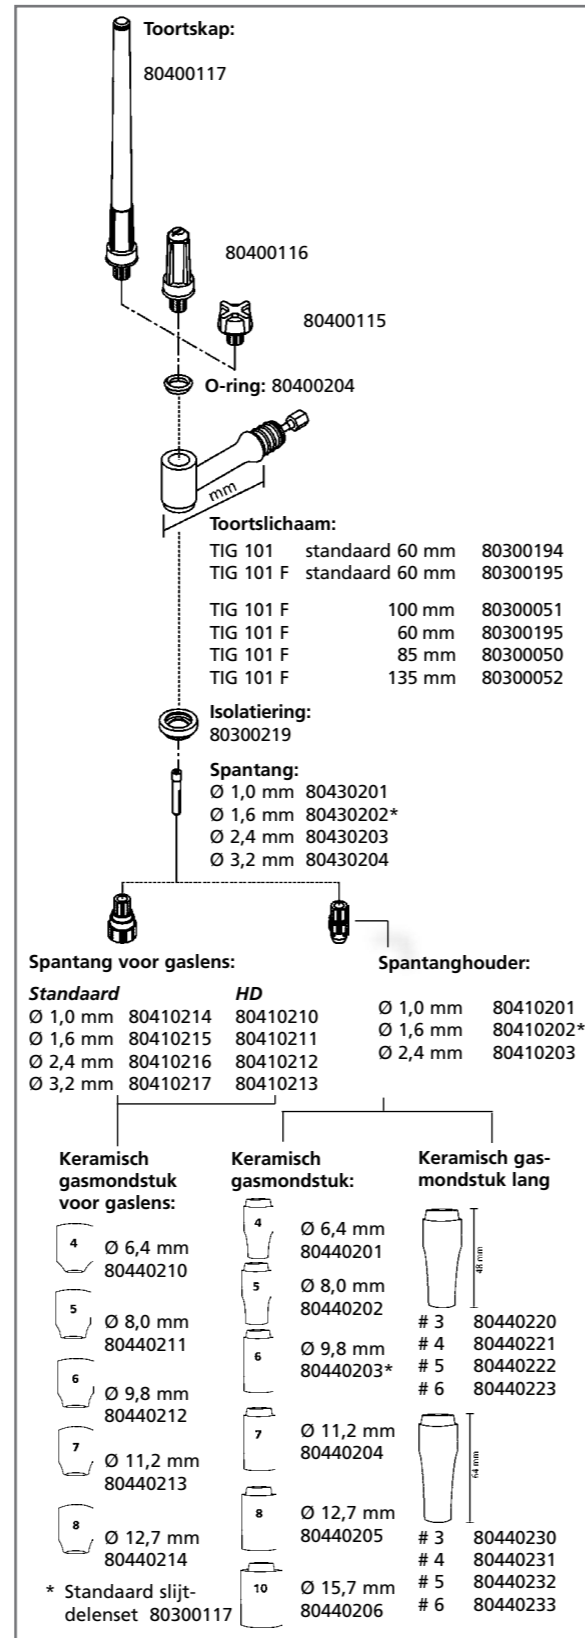 Toortskap:
80400117
80400116
80400115
O-ring: 80400204
mm
Toortslichaam:
TIG 101 standaard 60 mm 80300194
TIG 101 F standaard 60 mm 80300195
TIG 101 F 100 mm 80300051
TIG 101 F 60 mm 80300195
TIG 101 F 85 mm 80300050
TIG 101 F 135 mm 80300052
Isolatiering:
80300219
Spantang:
Ø 1,0 mm 80430201
Ø 1,6 mm 80430202*
Ø 2,4 mm 80430203
Ø 3,2 mm 80430204
Spantang voor gaslens:
Standaard HD
Ø 1,0 mm 80410214 80410210
Ø 1,6 mm 80410215 80410211
Ø 2,4 mm 80410216 80410212
Ø 3,2 mm 80410217 80410213
Spantanghouder:
Ø 1,0 mm 80410201
Ø 1,6 mm 80410202*
Ø 2,4 mm 80410203
Keramisch
gasmondstuk
voor gaslens:
4 Ø 6,4 mm
80440210
5 Ø 8,0 mm
80440211
6 Ø 9,8 mm
80440212
7 Ø 11,2 mm
80440213
8 Ø 12,7 mm
80440214
* Standaard slijt-
delenset 80300117
Keramisch
gasmondstuk:
4 Ø 6,4 mm
80440201
5 Ø 8,0 mm
80440202
6 Ø 9,8 mm
80440203*
7 Ø 11,2 mm
80440204
8 Ø 12,7 mm
80440205
10 Ø 15,7 mm
80440206
Keramisch gas-
mondstuk lang
48 mm
# 3 80440220
# 4 80440221
# 5 80440222
# 6 80440223
64 mm
# 3 80440230
# 4 80440231
# 5 80440232
# 6 80440233